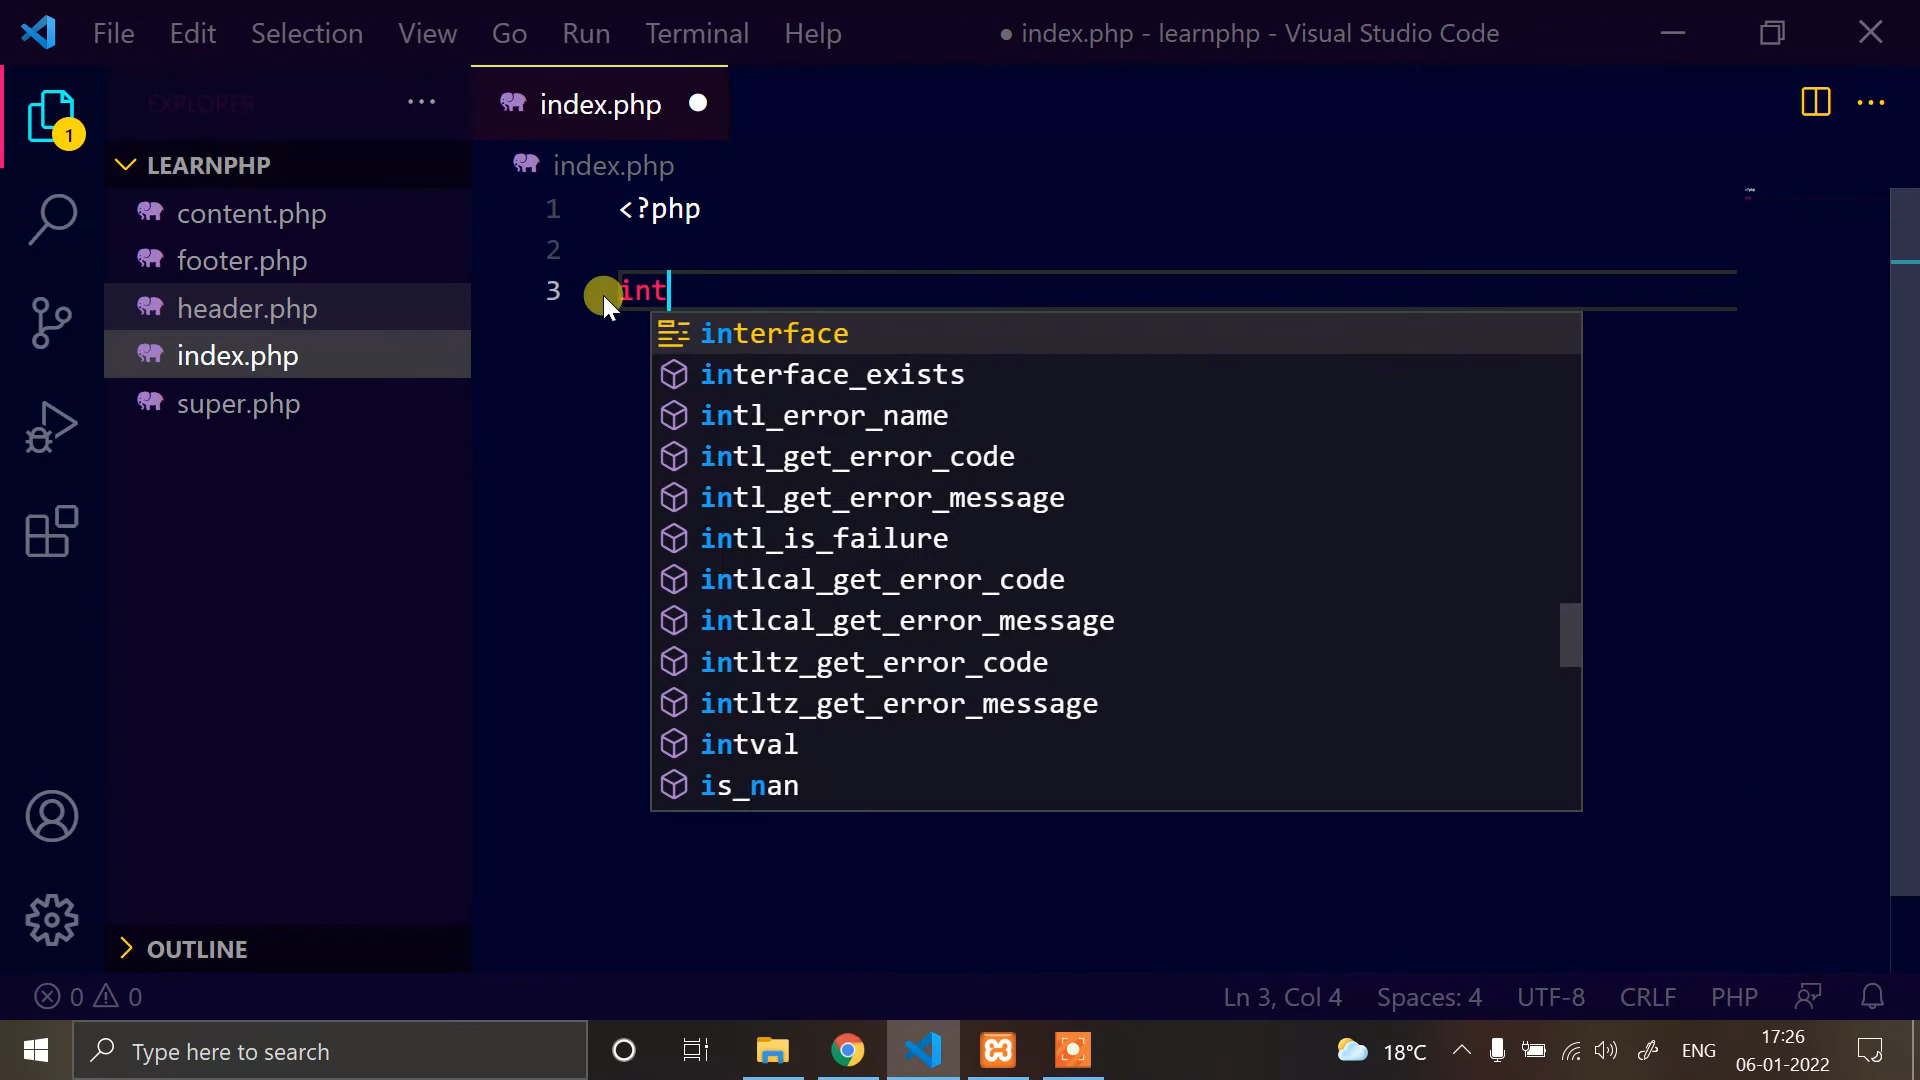 File Edit Selection View Go Run Terminal Help ● index.php - learnphp - Visual Studio Code
EXPLORER ···
index.php
1
LEARNPHP
content.php
footer.php
header.php
index.php
super.php
OUTLINE
index.php
1 <?php
2
3 int
interface
interface_exists
intl_error_name
intl_get_error_code
intl_get_error_message
intl_is_failure
intlcal_get_error_code
intlcal_get_error_message
intltz_get_error_code
intltz_get_error_message
intval
is_nan
0 0 Ln 3, Col 4 Spaces: 4 UTF-8 CRLF PHP
Type here to search 18°C ENG 17:26
06-01-2022